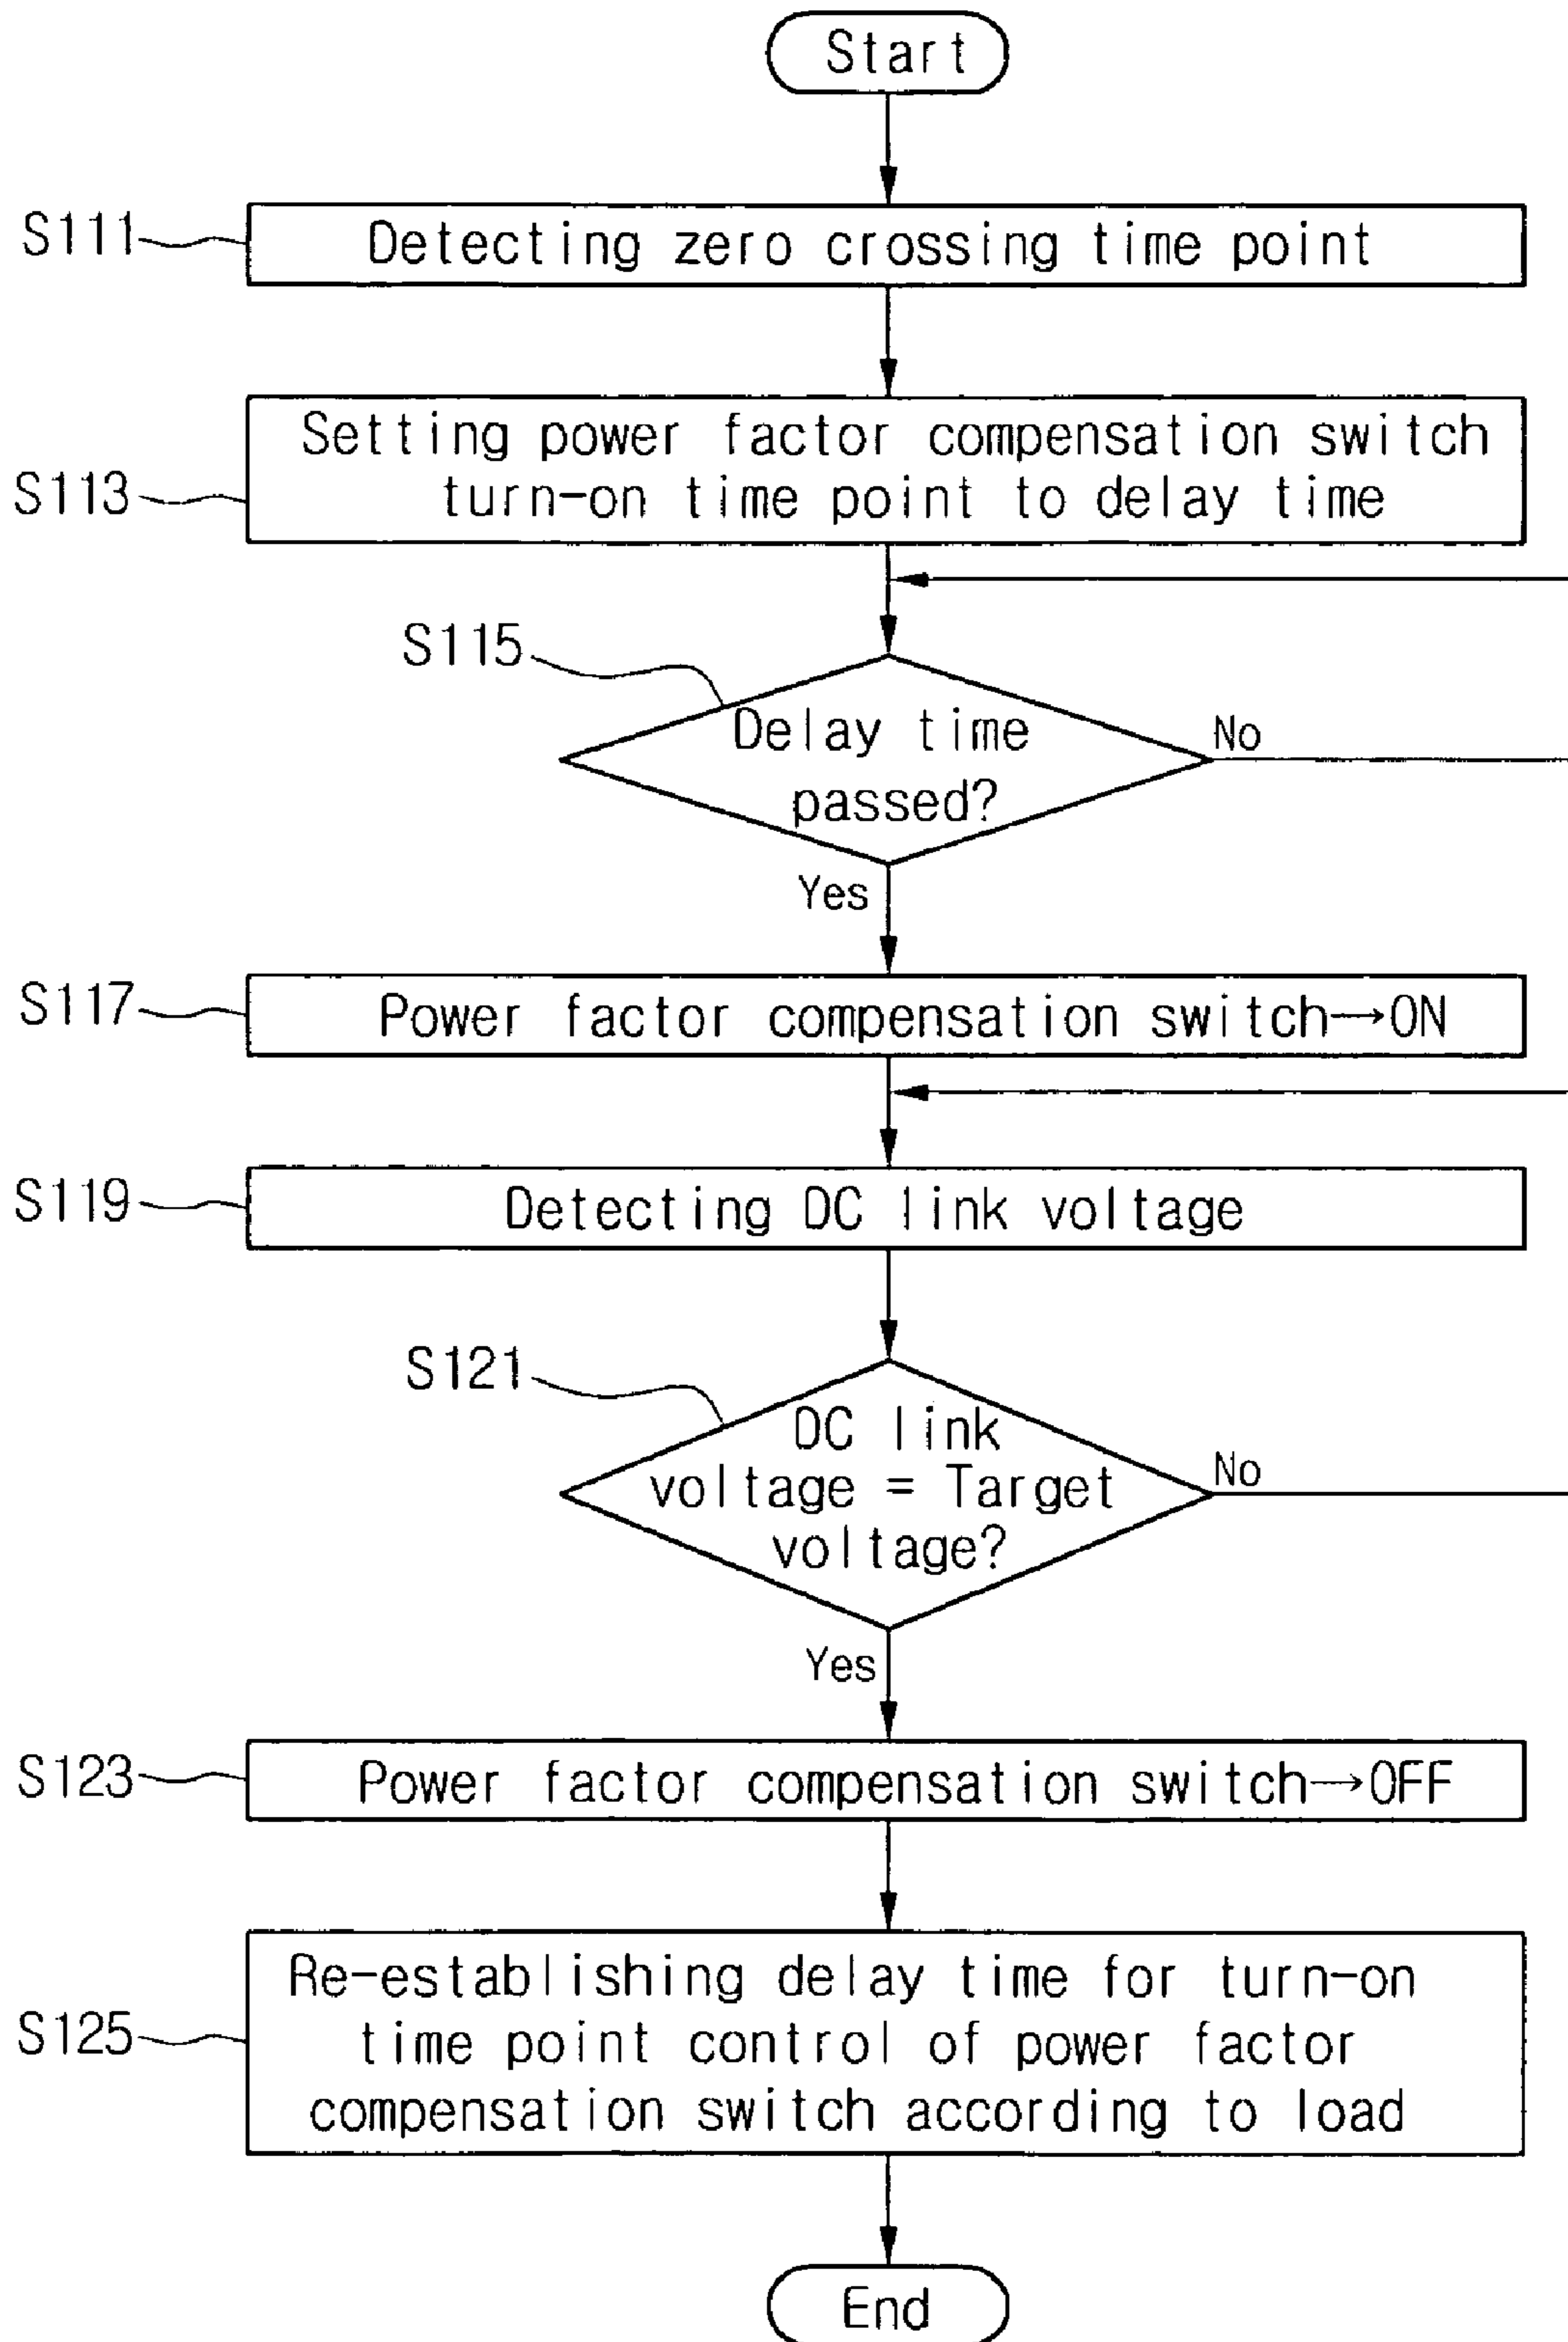 Start
S111
Detecting zero crossing time point
S113
Setting power factor compensation switch
turn-on time point to delay time
S115
Delay time
passed?
No
Yes
S117
Power factor compensation switch→ON
S119
Detecting DC link voltage
S121
DC link
voltage = Target
voltage?
No
Yes
S123
Power factor compensation switch→OFF
S125
Re-establishing delay time for turn-on
time point control of power factor
compensation switch according to load
End